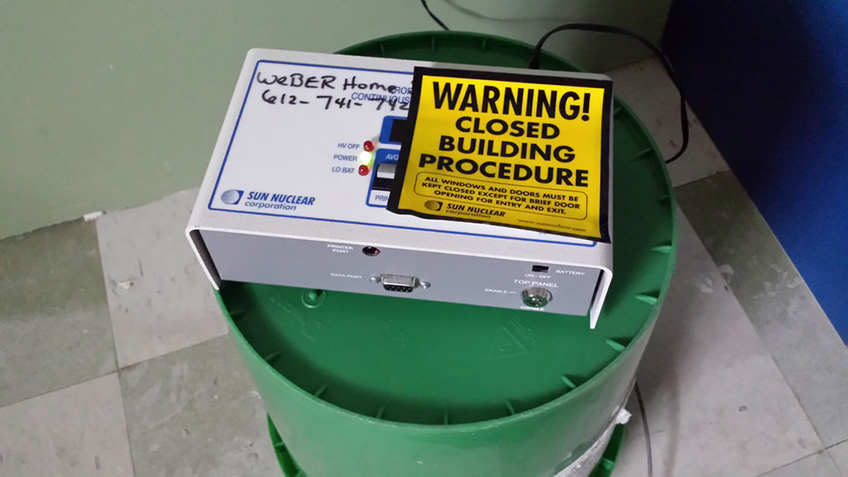 WeBER Home
CONTINUOUS
612-741-742
HV OFF
POWER
LO BAT
SUN NUCLEAR
corporation
WARNING!
CLOSED
BUILDING
PROCEDURE
ALL WINDOWS AND DOORS MUST BE
KEPT CLOSED EXCEPT FOR BRIEF DOOR
OPENING FOR ENTRY AND EXIT.
SUN NUCLEAR
corporation
PRINTER
PORT
DATA PORT
BATTERY
ON - OFF
TOP PANEL
ENABLE